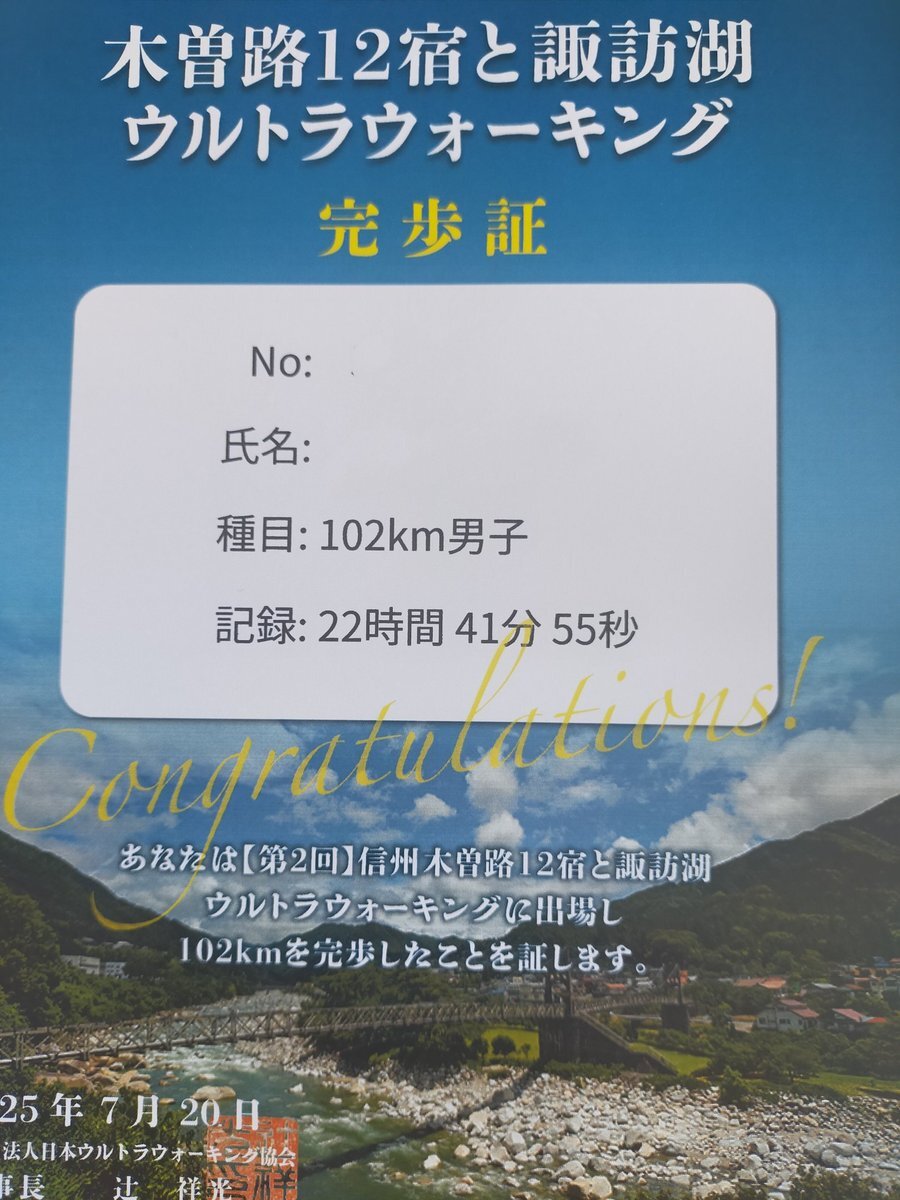 木曽路12宿と諏訪湖
ウルトラウォーキング
完歩証
No:
氏名:
種目: 102km男子
記録: 22時間 41分 55秒
Congratulations!
あなたは【第2回】信州木曽路12宿と諏訪湖
ウルトラウォーキングに出場し
102kmを完歩したことを証します。
25年 7月 20日
法人日本ウルトラウォーキング協会
事長 辻 祥光